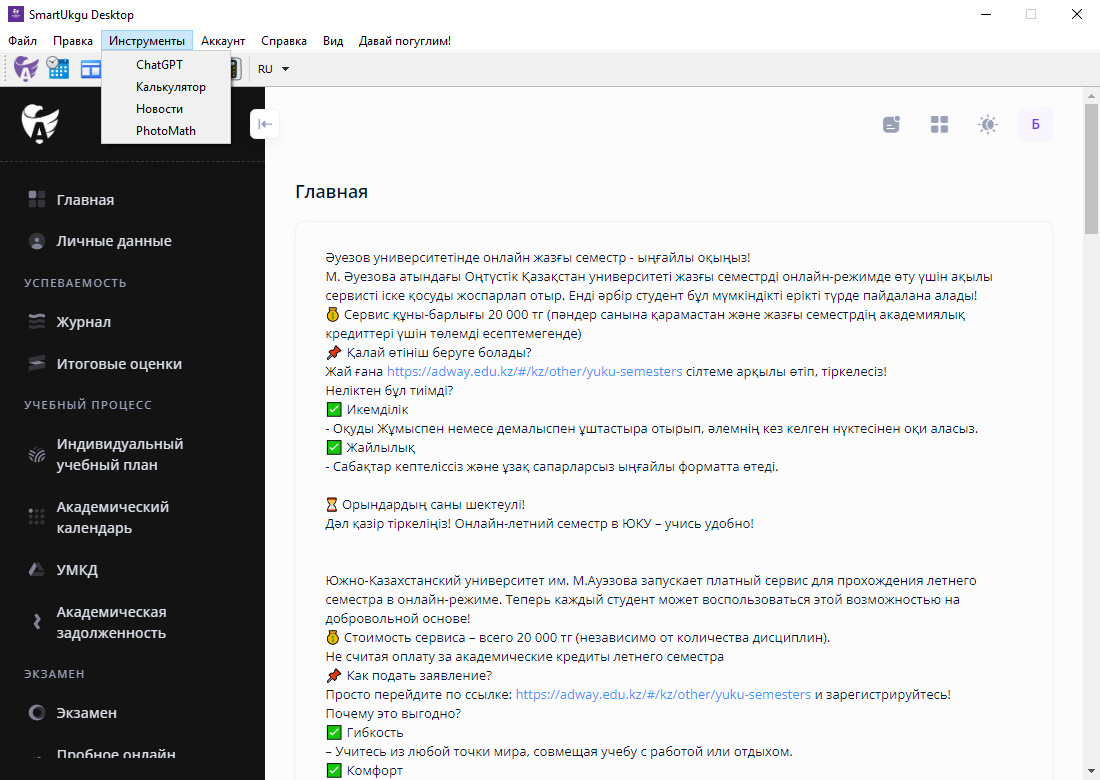 SmartUkgu Desktop
Файл Правка Инструменты Аккаунт Справка Вид Давай погуглим!
ChatGPT
Калькулятор
Новости
PhotoMath
RU
Б
Главная
Личные данные
УСПЕВАЕМОСТЬ
Журнал
Итоговые оценки
УЧЕБНЫЙ ПРОЦЕСС
Индивидуальный
учебный план
Академический
календарь
УМКД
Академическая
задолженность
ЭКЗАМЕН
Экзамен
Пробное онлайн
Главная
Әуезов университетінде онлайн жазғы семестр - ыңғайлы оқыңыз!
М. Әуезова атындағы Оңтүстік Қазақстан университеті жазғы семестрді онлайн-режимде өту үшін ақылы
сервисті іске қосуды жоспарлап отыр. Енді әрбір студент бұл мүмкіндікті ерікті түрде пайдалана алады!
💰 Сервис құны-барлығы 20 000 тг (пәндер санына қарамастан және жазғы семестрдің академиялық
кредиттері үшін төлемді есептемегенде)
📌 Қалай өтініш беруге болады?
Жай ғана https://adway.edu.kz/#/kz/other/yuku-semesters сілтеме арқылы өтіп, тіркелесіз!
Неліктен бұл тиімді?
✅ Икемділік
- Оқуды Жұмыспен немесе демалыспен ұштастыра отырып, әлемнің кез келген нүктесінен оқи аласыз.
✅ Жайлылық
- Сабақтар кептеліссіз және ұзақ сапарларсыз ыңғайлы форматта өтеді.
⏳ Орындардың саны шектеулі!
Дәл қазір тіркеліңіз! Онлайн-летний семестр в ЮКУ – учись удобно!
Южно-Казахстанский университет им. М.Ауэзова запускает платный сервис для прохождения летнего
семестра в онлайн-режиме. Теперь каждый студент может воспользоваться этой возможностью на
добровольной основе!
💰 Стоимость сервиса – всего 20 000 тг (независимо от количества дисциплин).
Не считая оплату за академические кредиты летнего семестра
📌 Как подать заявление?
Просто перейдите по ссылке: https://adway.edu.kz/#/kz/other/yuku-semesters и зарегистрируйтесь!
Почему это выгодно?
✅ Гибкость
– Учитесь из любой точки мира, совмещая учебу с работой или отдыхом.
✅ Комфорт